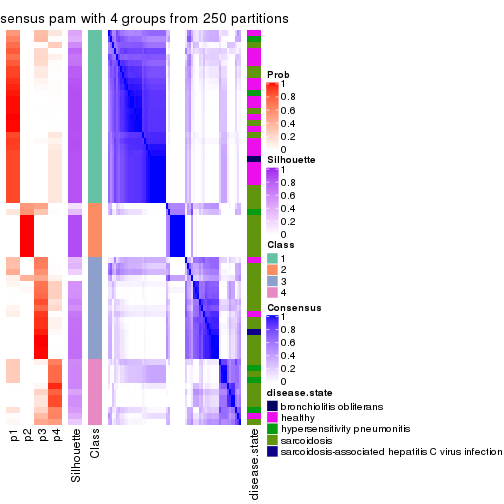 sensus pam with 4 groups from 250 partitions
Prob
1
0.8
0.6
0.4
0.2
0
Silhouette
1
0.8
0.6
0.4
0.2
0
Class
1
2
3
4
Consensus
1
0.8
0.6
0.4
0.2
0
disease.state
bronchiolitis obliterans
healthy
hypersensitivity pneumonitis
sarcoidosis
sarcoidosis-associated hepatitis C virus infection
p1
p2
p3
p4
Silhouette
Class
disease.state